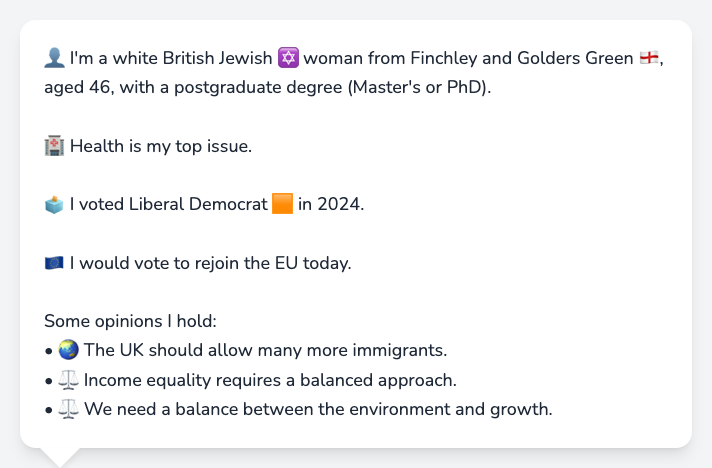 👤 I'm a white British Jewish ✡️ woman from Finchley and Golders Green 🏴󠁧󠁢󠁥󠁮󠁧󠁿,
aged 46, with a postgraduate degree (Master's or PhD).
🏥 Health is my top issue.
🗳️ I voted Liberal Democrat 🟧 in 2024.
🇪🇺 I would vote to rejoin the EU today.
Some opinions I hold:
• 🌏 The UK should allow many more immigrants.
• ⚖️ Income equality requires a balanced approach.
• ⚖️ We need a balance between the environment and growth.